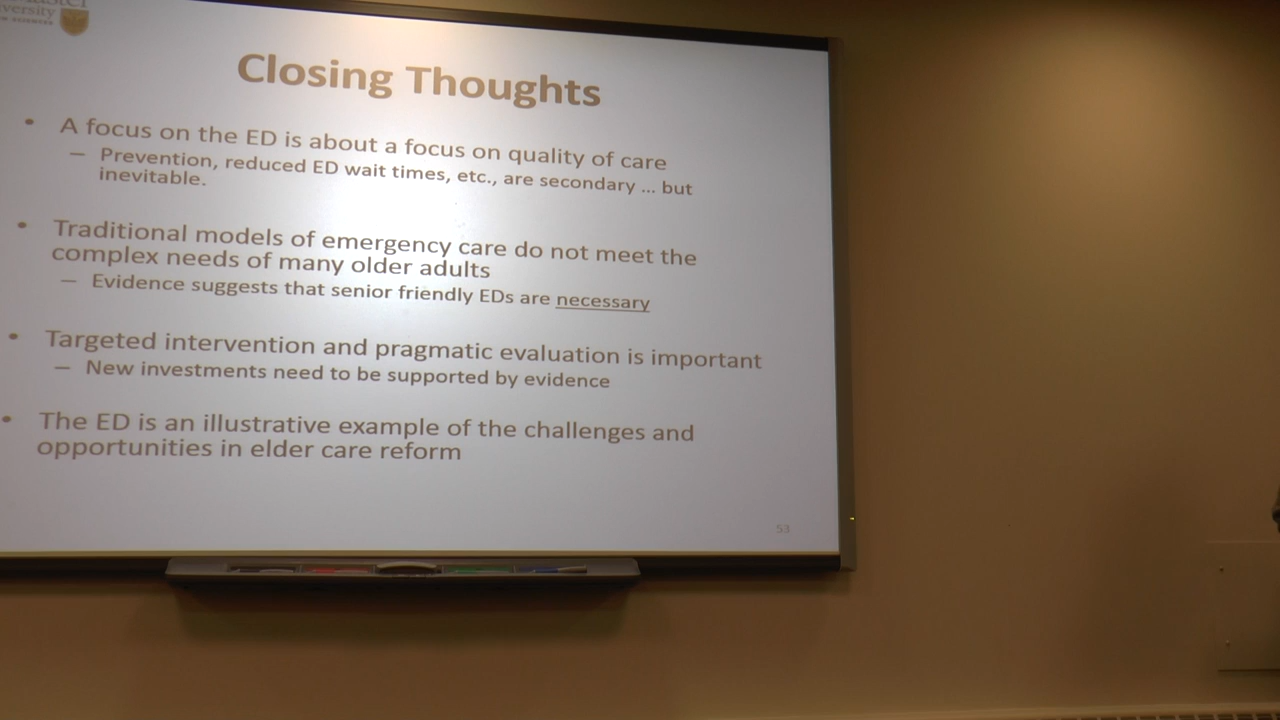 Closing Thoughts
• A focus on the ED is about a focus on quality of care
– Prevention, reduced ED wait times, etc., are secondary ... but
inevitable.
• Traditional models of emergency care do not meet the
complex needs of many older adults
– Evidence suggests that senior friendly EDs are necessary
• Targeted intervention and pragmatic evaluation is important
– New investments need to be supported by evidence
• The ED is an illustrative example of the challenges and
opportunities in elder care reform
53